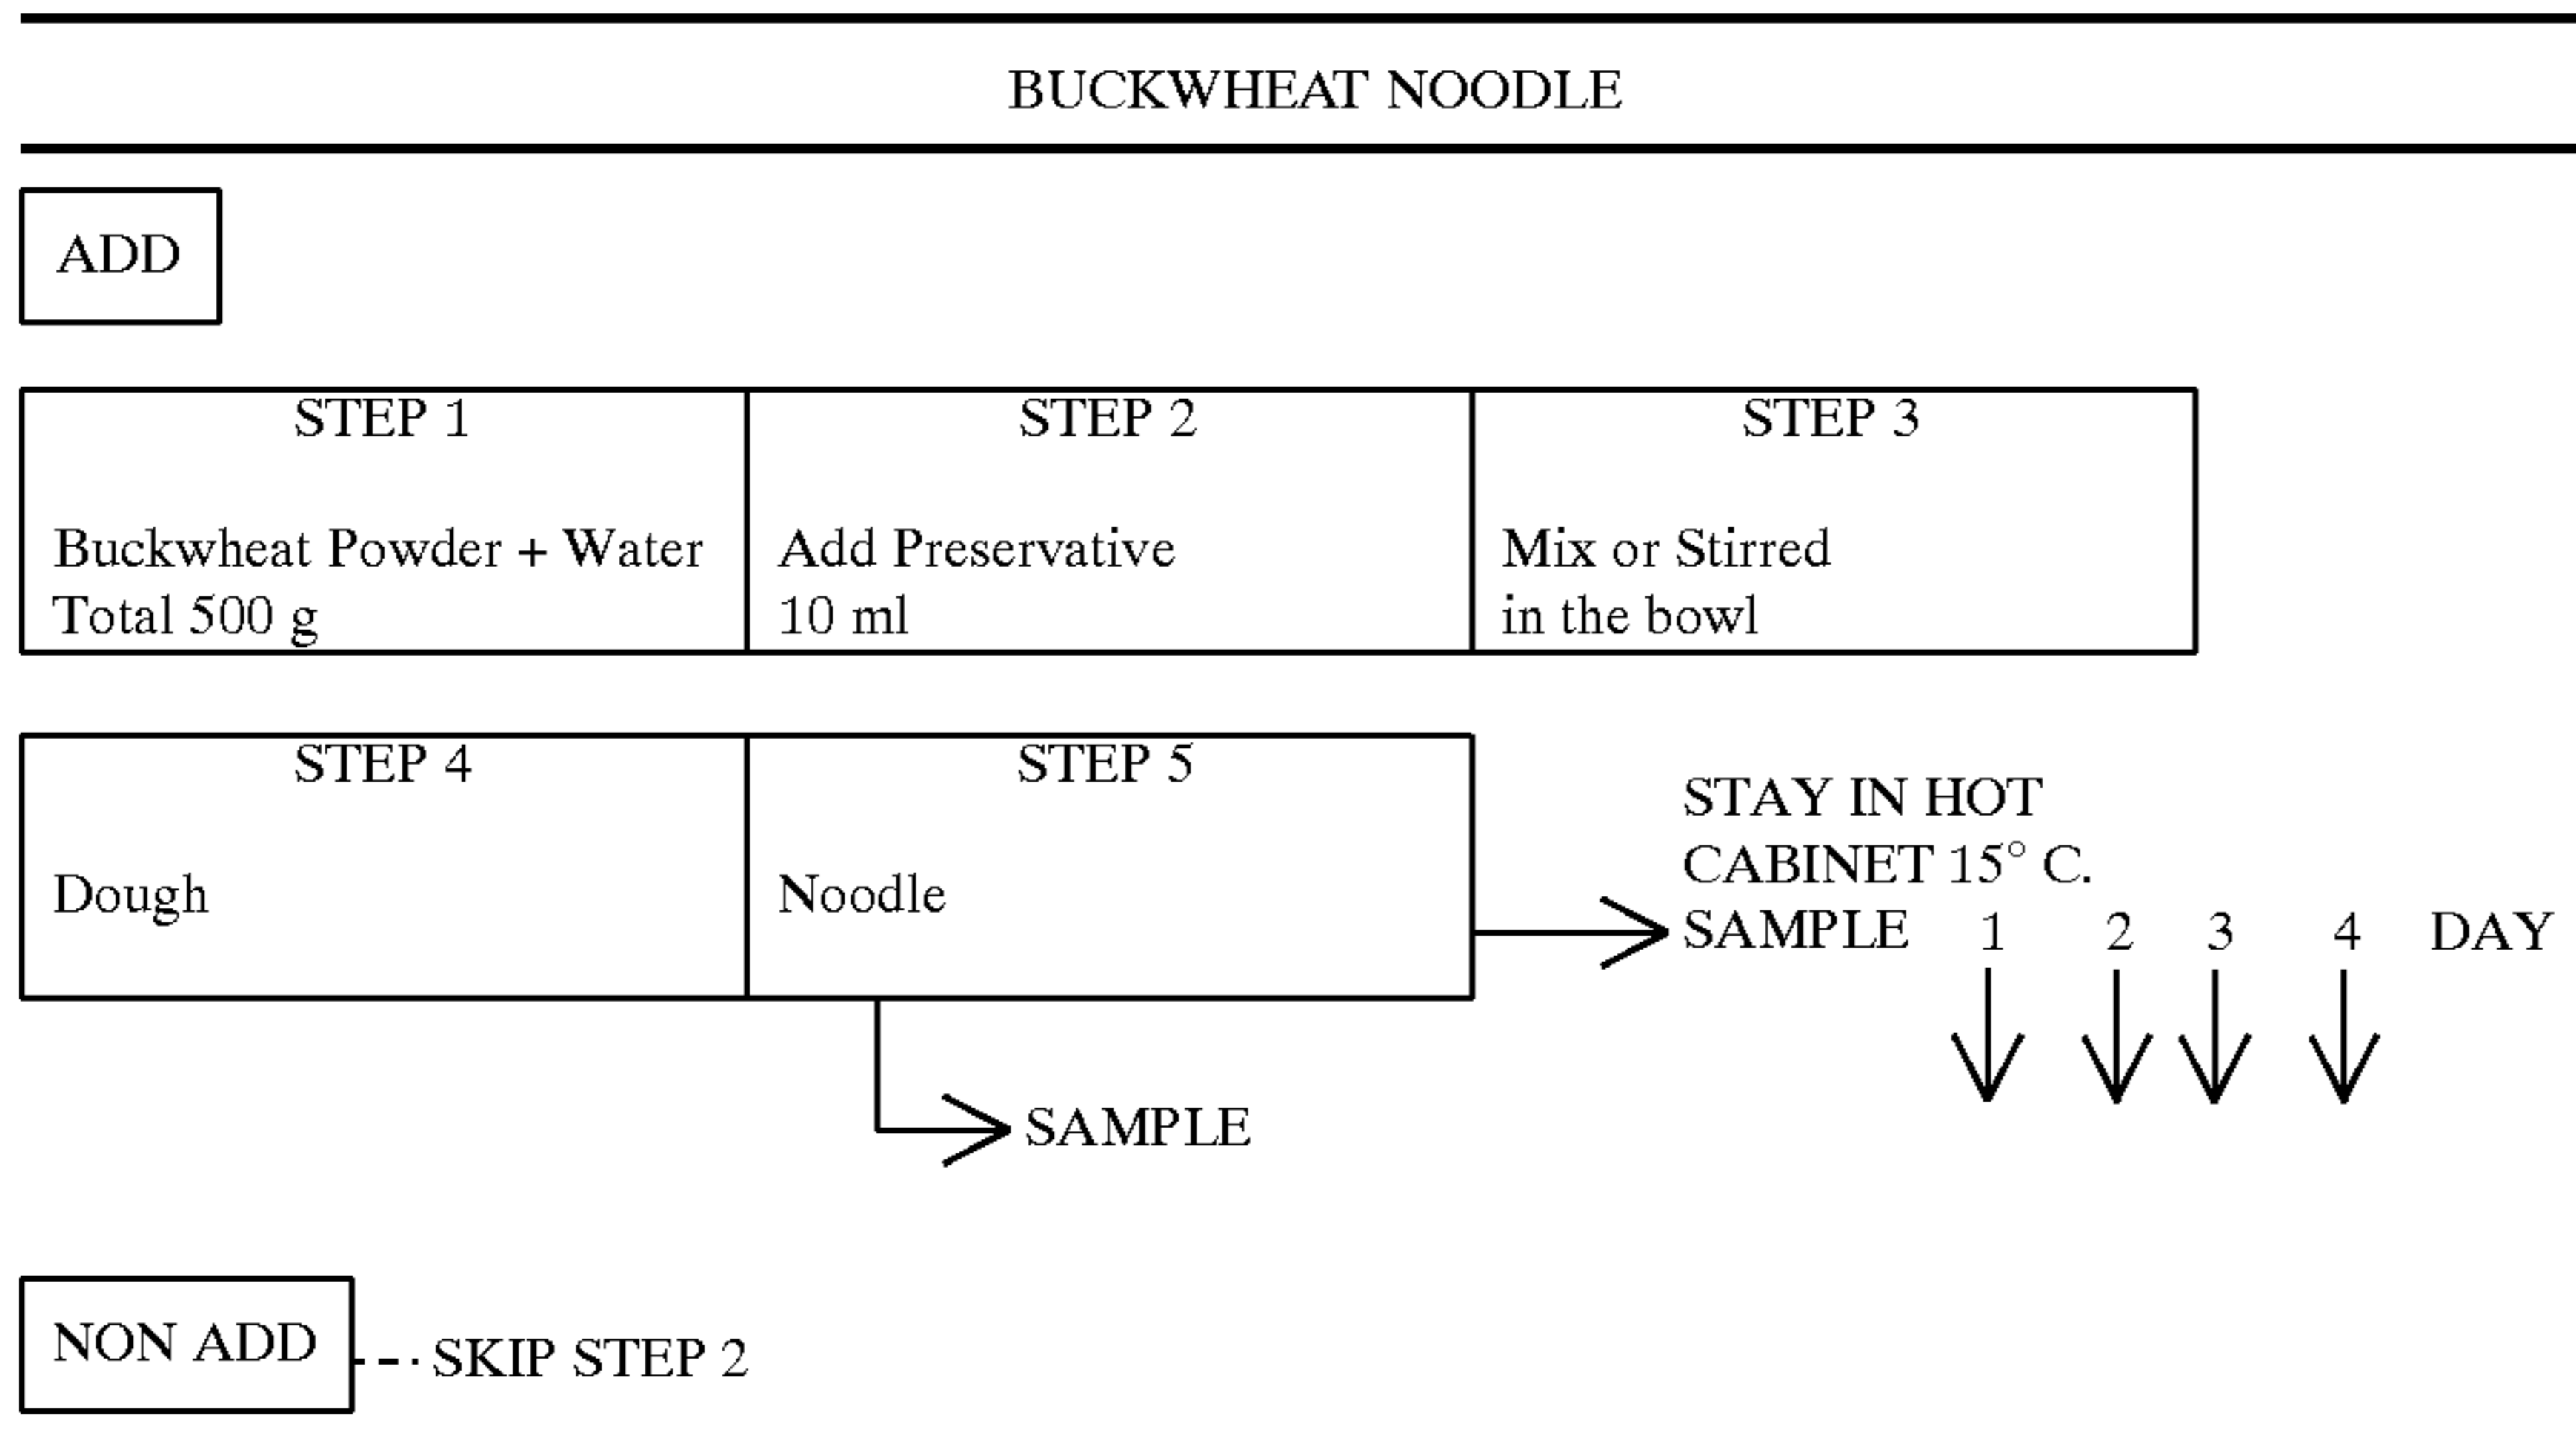 BUCKWHEAT NOODLE
ADD
STEP 1
Buckwheat Powder + Water
Total 500 g
STEP 2
Add Preservative
10 ml
STEP 3
Mix or Stirred
in the bowl
STEP 4
Dough
STEP 5
Noodle
STAY IN HOT
CABINET 15° C.
SAMPLE 1 2 3 4 DAY
SAMPLE
NON ADD
SKIP STEP 2